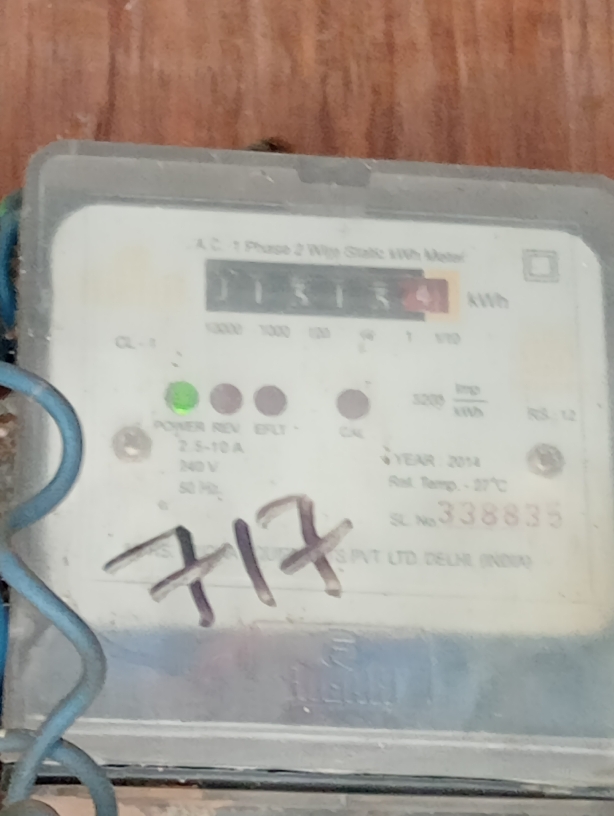 A.C. 1 Phase 2 Wire Static kWh Meter
kWh
10000 1000 100 10 1 1/10
CL - 1
3200 Imp/kWh
RS. 12
POWER REV EFLT CAL
2.5-10 A
240 V
50 Hz
YEAR : 2014
Ref. Temp. - 27°C
SL. No 338835
717
PVT. LTD. DELHI, (INDIA)